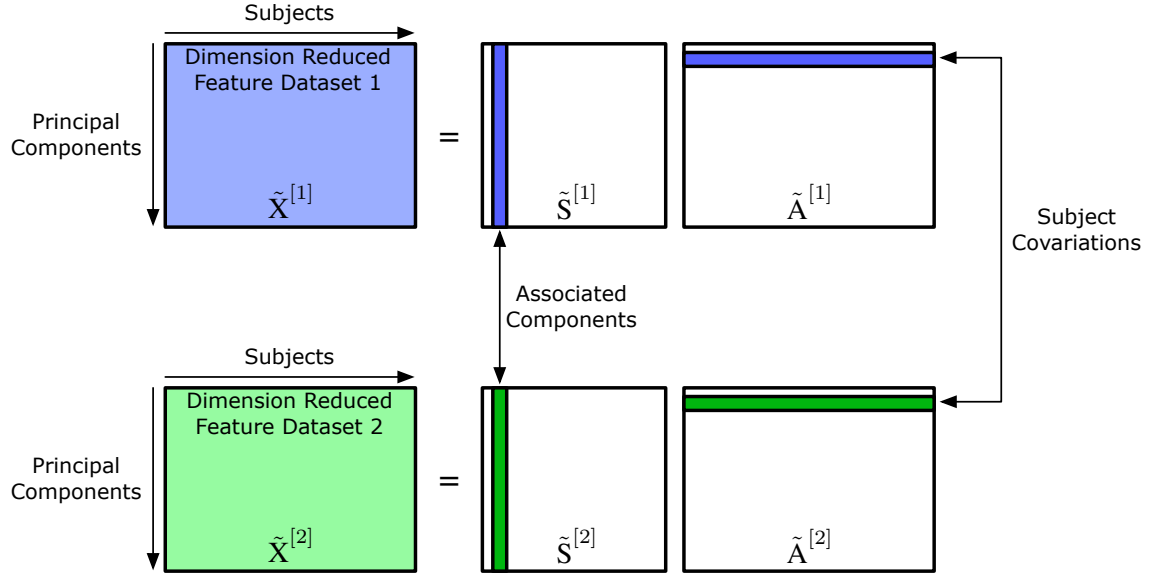 Subjects
Dimension Reduced
Feature Dataset 1
Principal
Components
=
X̃^[1]
S̃^[1]
Ã^[1]
Subject
Covariations
Associated
Components
Subjects
Dimension Reduced
Feature Dataset 2
Principal
Components
=
X̃^[2]
S̃^[2]
Ã^[2]